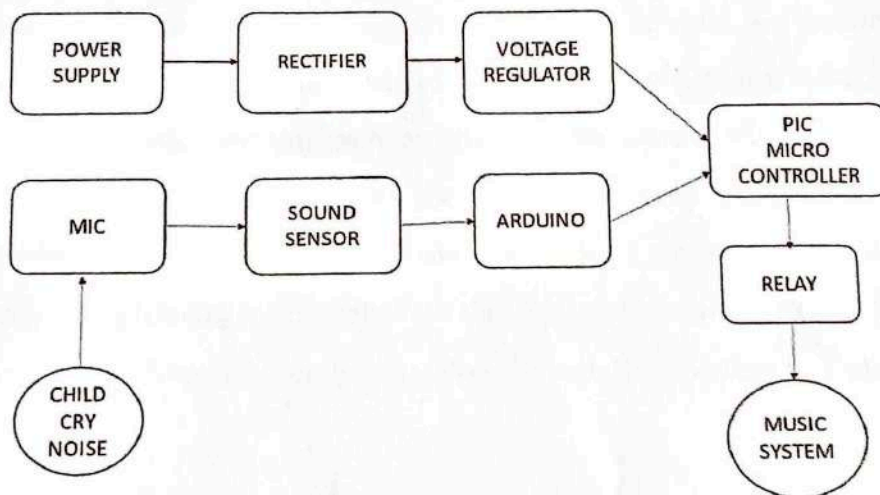 POWER
SUPPLY
RECTIFIER
VOLTAGE
REGULATOR
PIC
MICRO
CONTROLLER
MIC
SOUND
SENSOR
ARDUINO
RELAY
CHILD
CRY
NOISE
MUSIC
SYSTEM